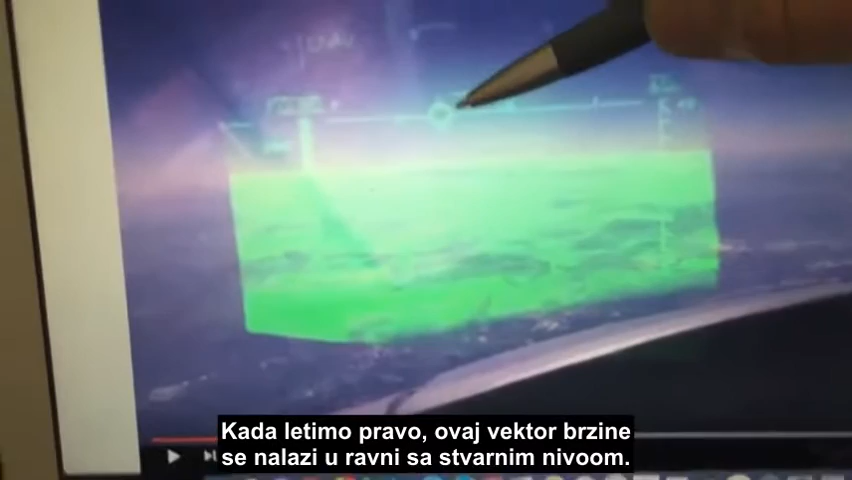 Kada letimo pravo, ovaj vektor brzine
se nalazi u ravni sa stvarnim nivoom.